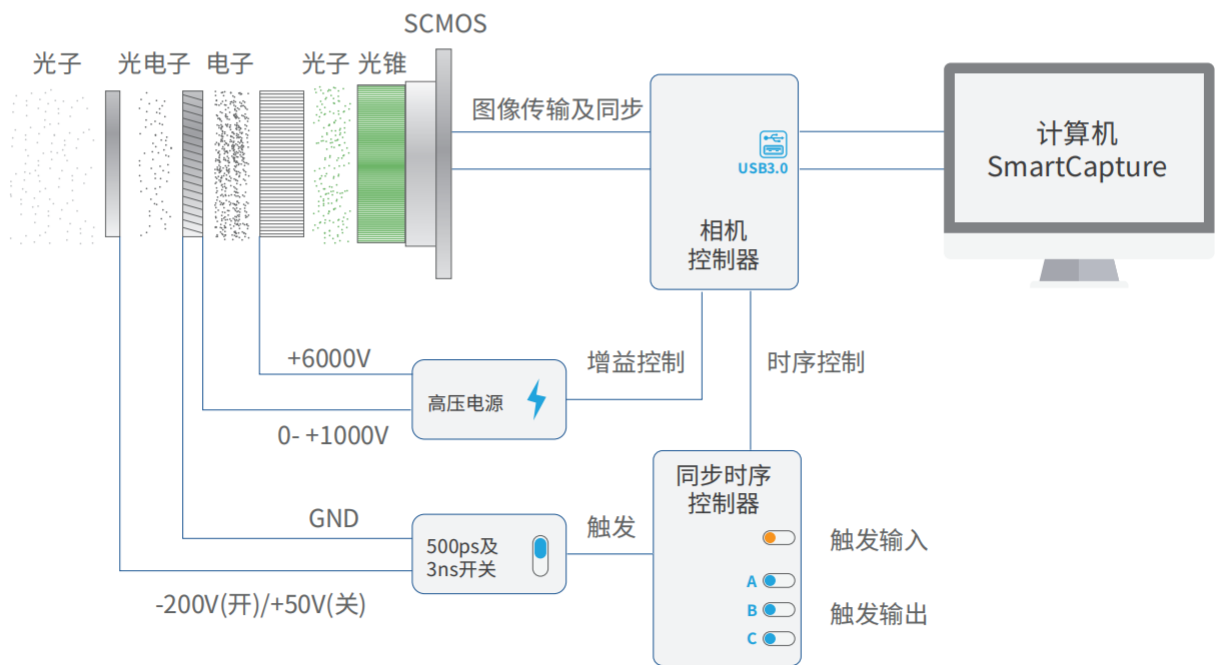 SCMOS
光子
光电子
电子
光子
光锥
图像传输及同步
USB3.0
相机
控制器
计算机
SmartCapture
+6000V
高压电源
0- +1000V
增益控制
时序控制
GND
500ps及
3ns开关
-200V(开)/+50V(关)
触发
同步时序
控制器
触发输入
A
B
C
触发输出